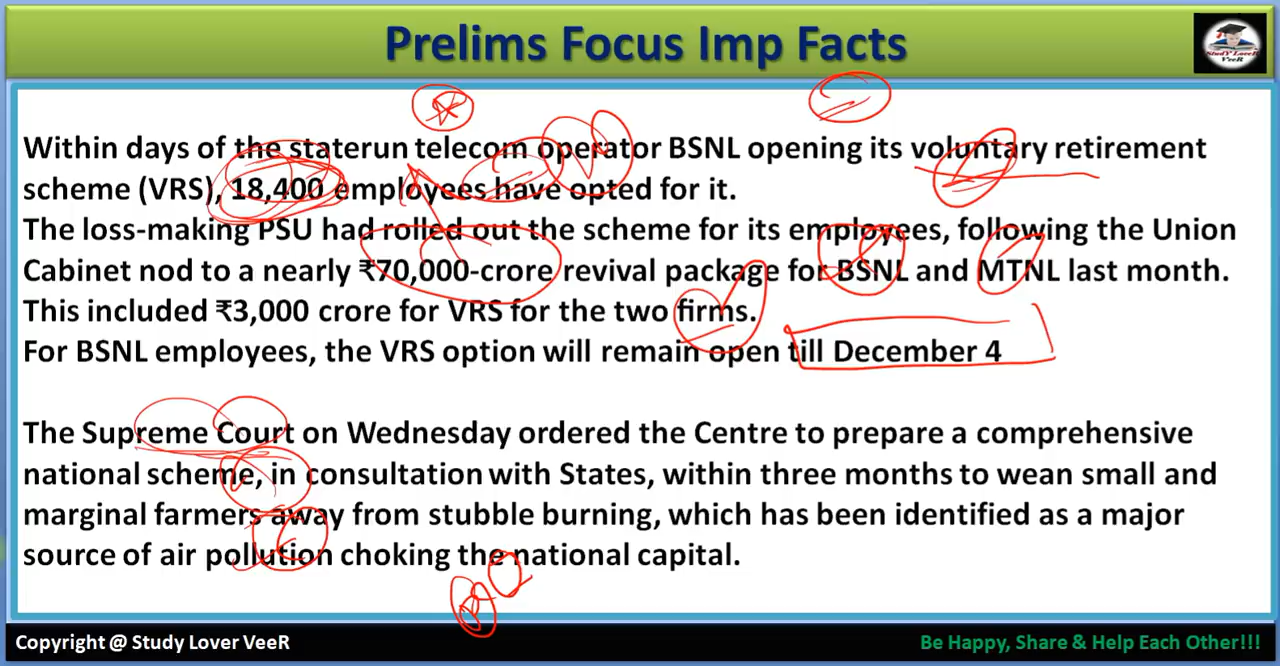 Prelims Focus Imp Facts
StudY LoveR
VeeR
Within days of the staterun telecom operator BSNL opening its voluntary retirement
scheme (VRS), 18,400 employees have opted for it.
The loss-making PSU had rolled out the scheme for its employees, following the Union
Cabinet nod to a nearly ₹70,000-crore revival package for BSNL and MTNL last month.
This included ₹3,000 crore for VRS for the two firms.
For BSNL employees, the VRS option will remain open till December 4
The Supreme Court on Wednesday ordered the Centre to prepare a comprehensive
national scheme, in consultation with States, within three months to wean small and
marginal farmers away from stubble burning, which has been identified as a major
source of air pollution choking the national capital.
Copyright @ Study Lover VeeR
Be Happy, Share & Help Each Other!!!